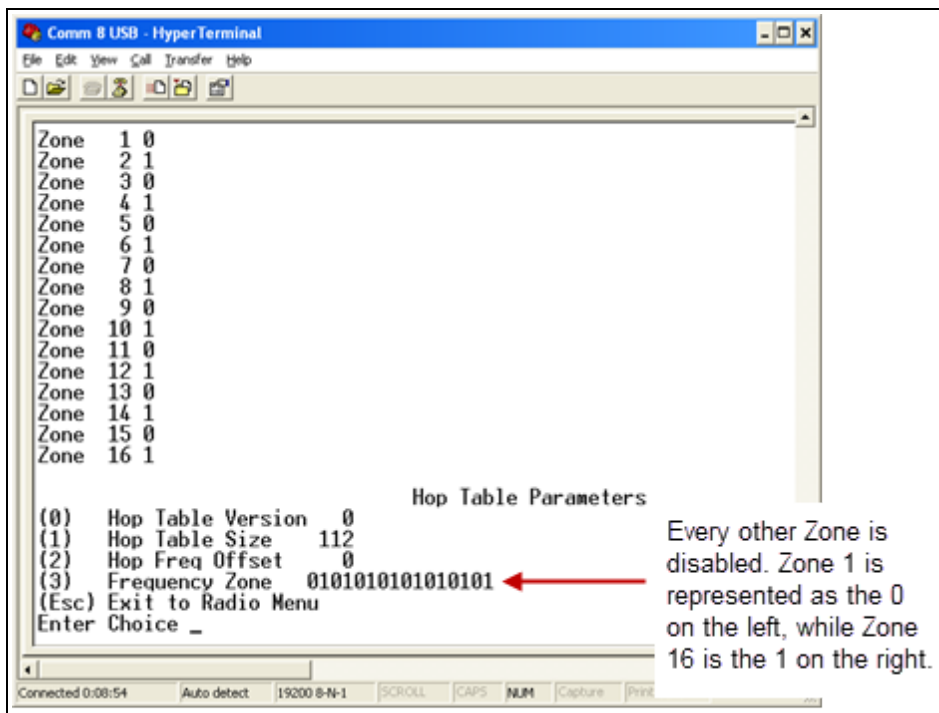 Comm 8 USB - HyperTerminal
File Edit View Call Transfer Help
Zone 1 0
Zone 2 1
Zone 3 0
Zone 4 1
Zone 5 0
Zone 6 1
Zone 7 0
Zone 8 1
Zone 9 0
Zone 10 1
Zone 11 0
Zone 12 1
Zone 13 0
Zone 14 1
Zone 15 0
Zone 16 1
Hop Table Parameters
(0) Hop Table Version 0
(1) Hop Table Size 112
(2) Hop Freq Offset 0
(3) Frequency Zone 0101010101010101
(Esc) Exit to Radio Menu
Enter Choice _
Every other Zone is
disabled. Zone 1 is
represented as the 0
on the left, while Zone
16 is the 1 on the right.
Connected 0:08:54 Auto detect 19200 8-N-1 SCROLL CAPS NUM Capture Print